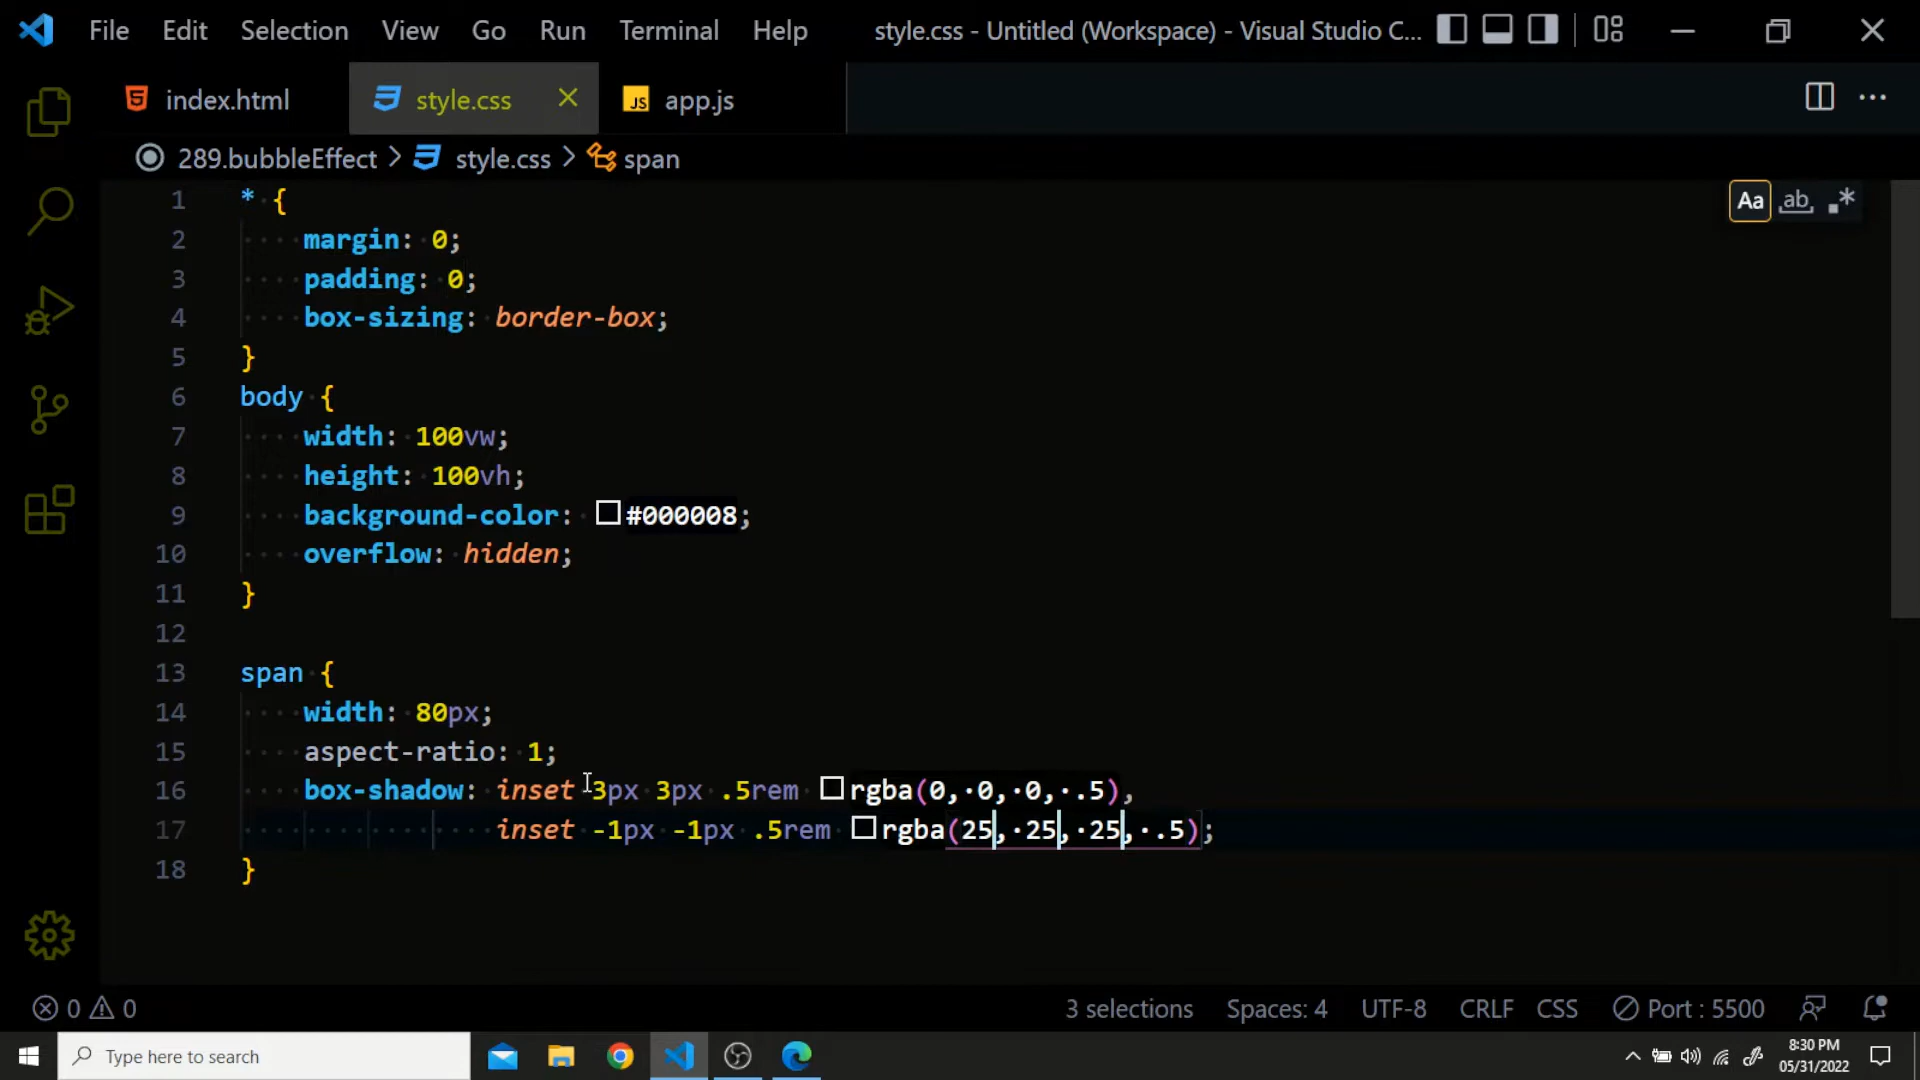 File Edit Selection View Go Run Terminal Help style.css - Untitled (Workspace) - Visual Studio C...
index.html style.css JS app.js
289.bubbleEffect > style.css > span
Aa ab .*
1 * {
2 margin: 0;
3 padding: 0;
4 box-sizing: border-box;
5 }
6 body {
7 width: 100vw;
8 height: 100vh;
9 background-color: #000008;
10 overflow: hidden;
11 }
12
13 span {
14 width: 80px;
15 aspect-ratio: 1;
16 box-shadow: inset 3px 3px .5rem rgba(0, 0, 0, .5),
17 inset -1px -1px .5rem rgba(25, 25, 25, .5);
18 }
0 0 3 selections Spaces: 4 UTF-8 CRLF CSS Port : 5500
Type here to search
8:30 PM
05/31/2022